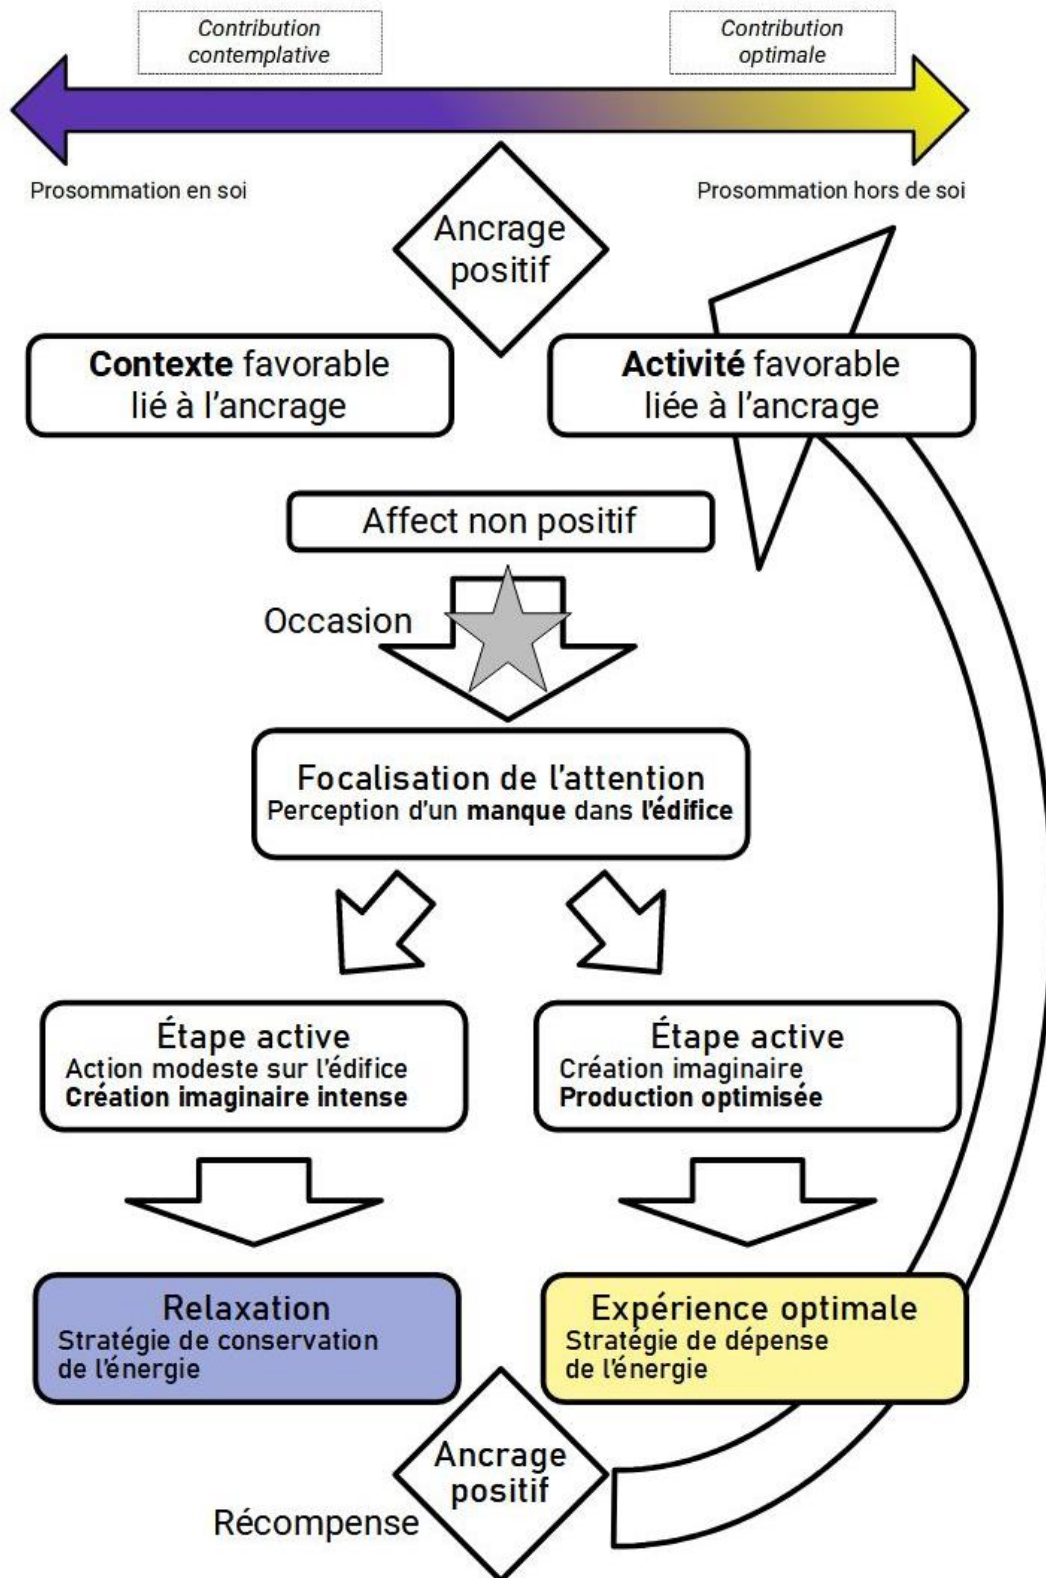 Contribution
contemplative
Contribution
optimale
Prosommation en soi
Prosommation hors de soi
Ancrage
positif
Contexte favorable
lié à l'ancrage
Activité favorable
liée à l'ancrage
Affect non positif
Occasion
Focalisation de l'attention
Perception d'un manque dans l'édifice
Étape active
Action modeste sur l'édifice
Création imaginaire intense
Étape active
Création imaginaire
Production optimisée
Relaxation
Stratégie de conservation
de l'énergie
Expérience optimale
Stratégie de dépense
de l'énergie
Ancrage
positif
Récompense